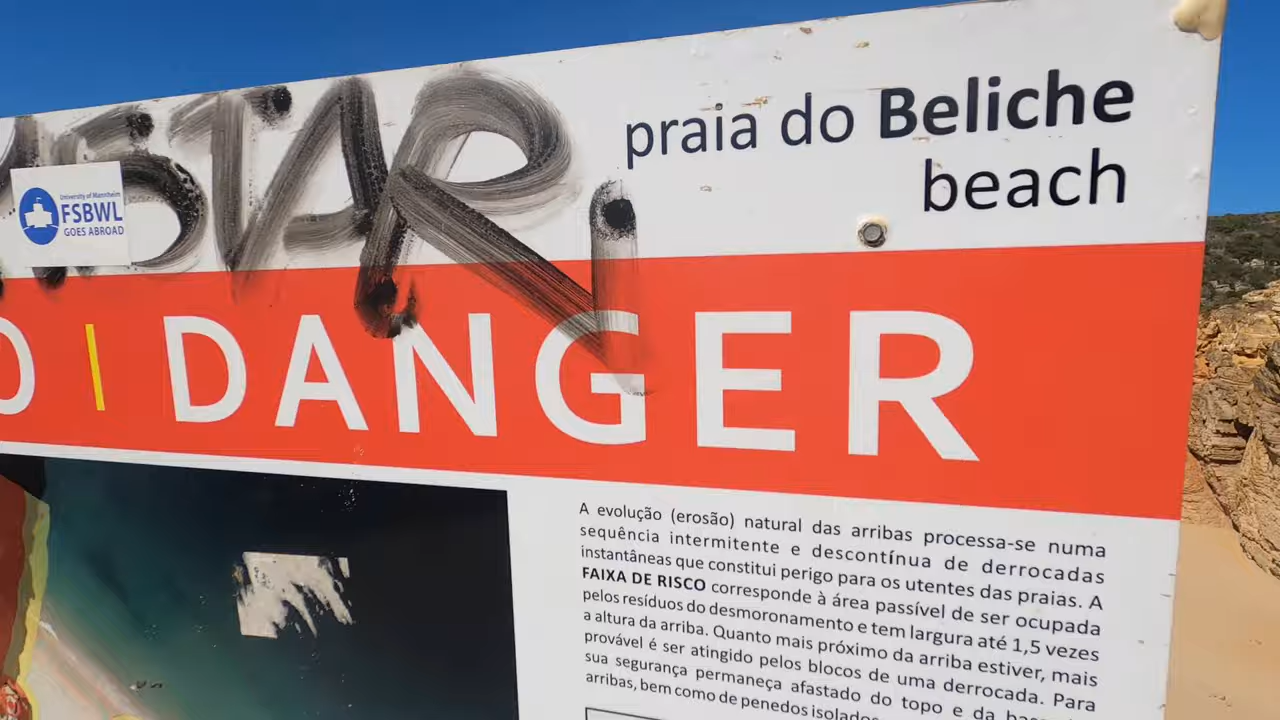 praia do Beliche
beach
University of Mannheim
FSBWL
GOES ABROAD
O | DANGER
A evolução (erosão) natural das arribas processa-se numa
sequência intermitente e descontínua de derrocadas
instantâneas que constitui perigo para os utentes das praias. A
FAIXA DE RISCO corresponde à área passível de ser ocupada
pelos resíduos do desmoronamento e tem largura até 1,5 vezes
a altura da arriba. Quanto mais próximo da arriba estiver, mais
provável é ser atingido pelos blocos de uma derrocada. Para
sua segurança permaneça afastado do topo e da
arribas, bem como de penedos isolados